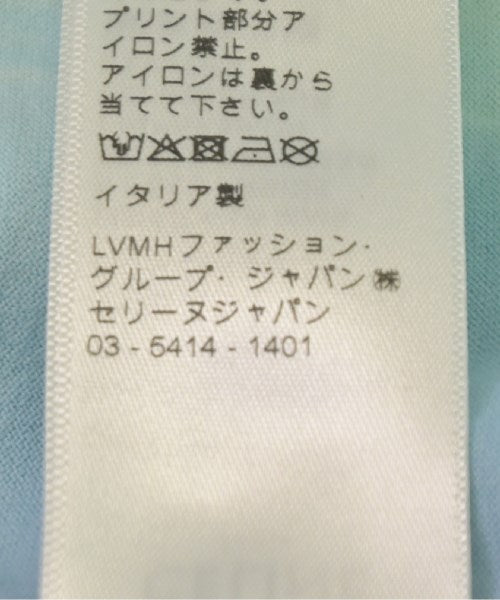 プリント部分ア
イロン禁止。
アイロンは裏から
当てて下さい。
イタリア製
LVMHファッション・
グループ・ジャパン㈱
セリーヌジャパン
03 - 5414 - 1401